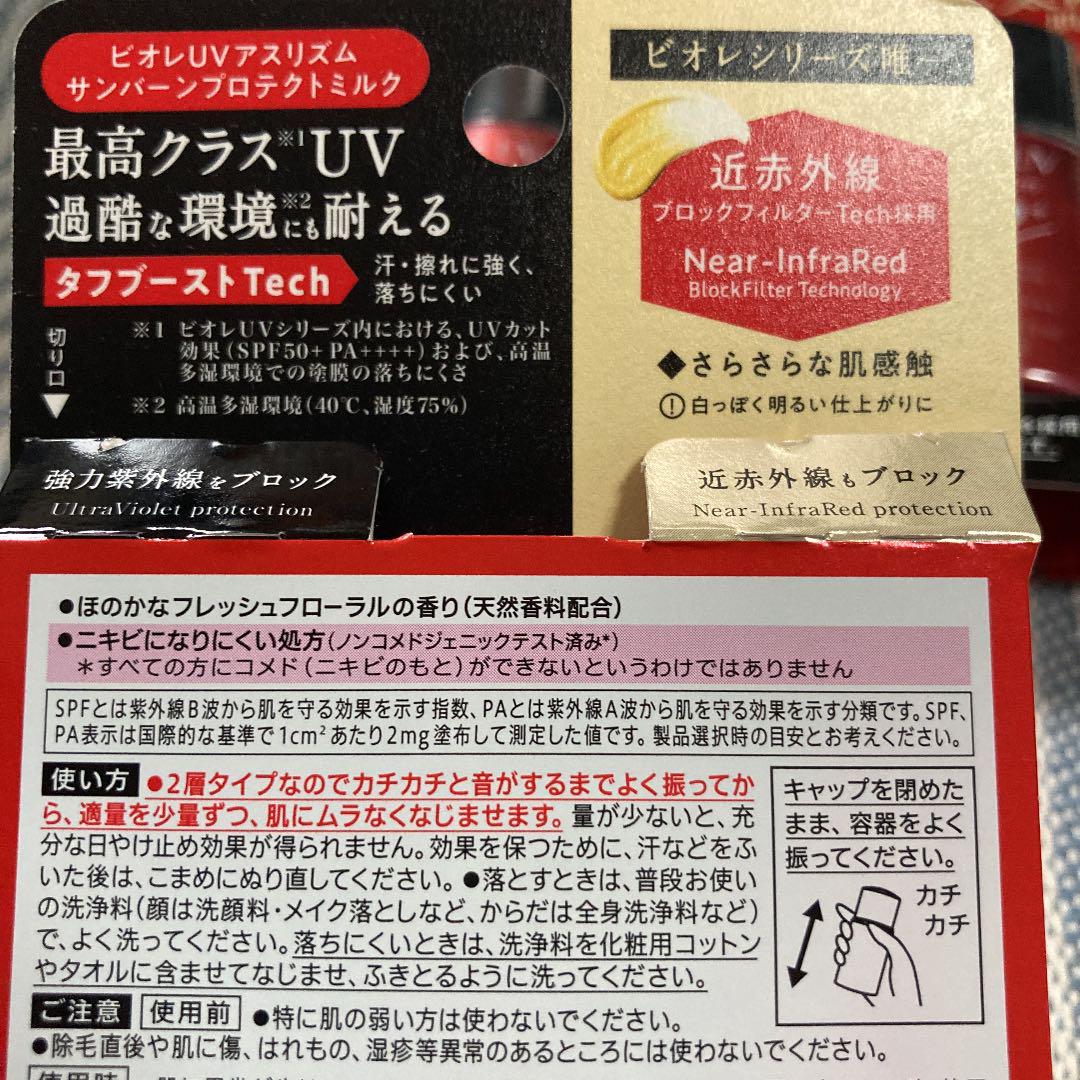 ビオレUVアスリズム
サンバーンプロテクトミルク
最高クラス※1 UV
過酷な環境※2にも耐える
タフブーストTech
汗・擦れに強く、
落ちにくい
切り口
※1 ビオレUVシリーズ内における、UVカット
効果(SPF50+ PA++++)および、高温
多湿環境での塗膜の落ちにくさ
※2 高温多湿環境(40℃、湿度75%)
ビオレシリーズ唯一
近赤外線
ブロックフィルターTech採用
Near-InfraRed
BlockFilter Technology
◆さらさらな肌感触
! 白っぽく明るい仕上がりに
強力紫外線をブロック
UltraViolet protection
近赤外線もブロック
Near-InfraRed protection
●ほのかなフレッシュフローラルの香り(天然香料配合)
●ニキビになりにくい処方(ノンコメドジェニックテスト済み*)
*すべての方にコメド(ニキビのもと)ができないというわけではありません
SPFとは紫外線B波から肌を守る効果を示す指数、PAとは紫外線A波から肌を守る効果を示す分類です。SPF、
PA表示は国際的な基準で1cm²あたり2mg塗布して測定した値です。製品選択時の目安とお考えください。
使い方 ●2層タイプなのでカチカチと音がするまでよく振ってか
ら、適量を少量ずつ、肌にムラなくなじませます。量が少ないと、充
分な日やけ止め効果が得られません。効果を保つために、汗などをふ
いた後は、こまめにぬり直してください。●落とすときは、普段お使い
の洗浄料(顔は洗顔料・メイク落としなど、からだは全身洗浄料など)
で、よく洗ってください。落ちにくいときは、洗浄料を化粧用コットン
やタオルに含ませてなじませ、ふきとるように洗ってください。
キャップを閉めた
まま、容器をよく
振ってください。
カチ
カチ
ご注意 使用前 ●特に肌の弱い方は使わないでください。
●除毛直後や肌に傷、はれもの、湿疹等異常のあるところには使わないでください。
使用時